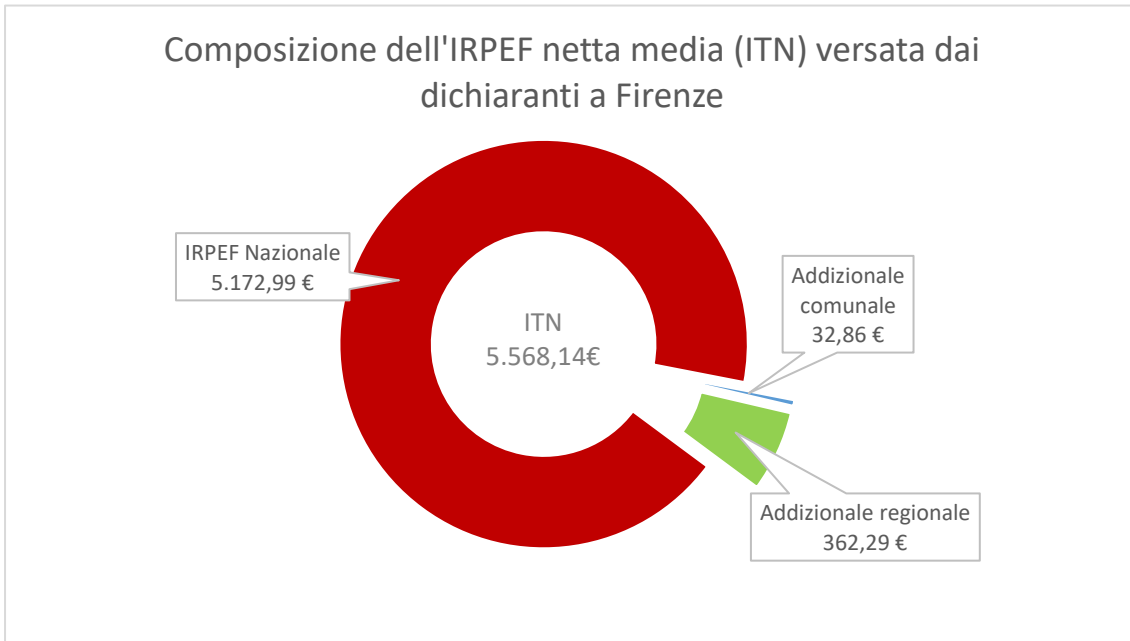 Composizione dell'IRPEF netta media (ITN) versata dai
dichiaranti a Firenze
IRPEF Nazionale
5.172,99 €
ITN
5.568,14€
Addizionale
comunale
32,86 €
Addizionale regionale
362,29 €